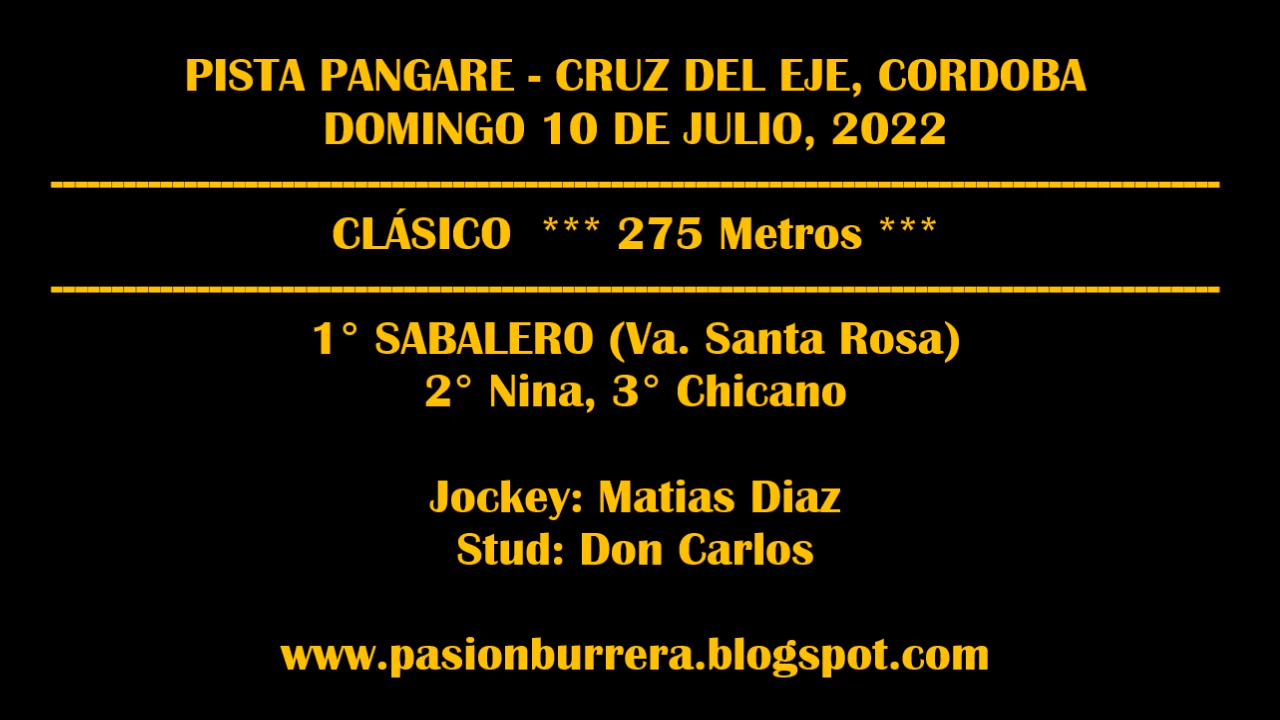 PISTA PANGARE - CRUZ DEL EJE, CORDOBA
DOMINGO 10 DE JULIO, 2022
CLÁSICO *** 275 Metros ***
1° SABALERO (Va. Santa Rosa)
2° Nina, 3° Chicano
Jockey: Matias Diaz
Stud: Don Carlos
www.pasionburrera.blogspot.com